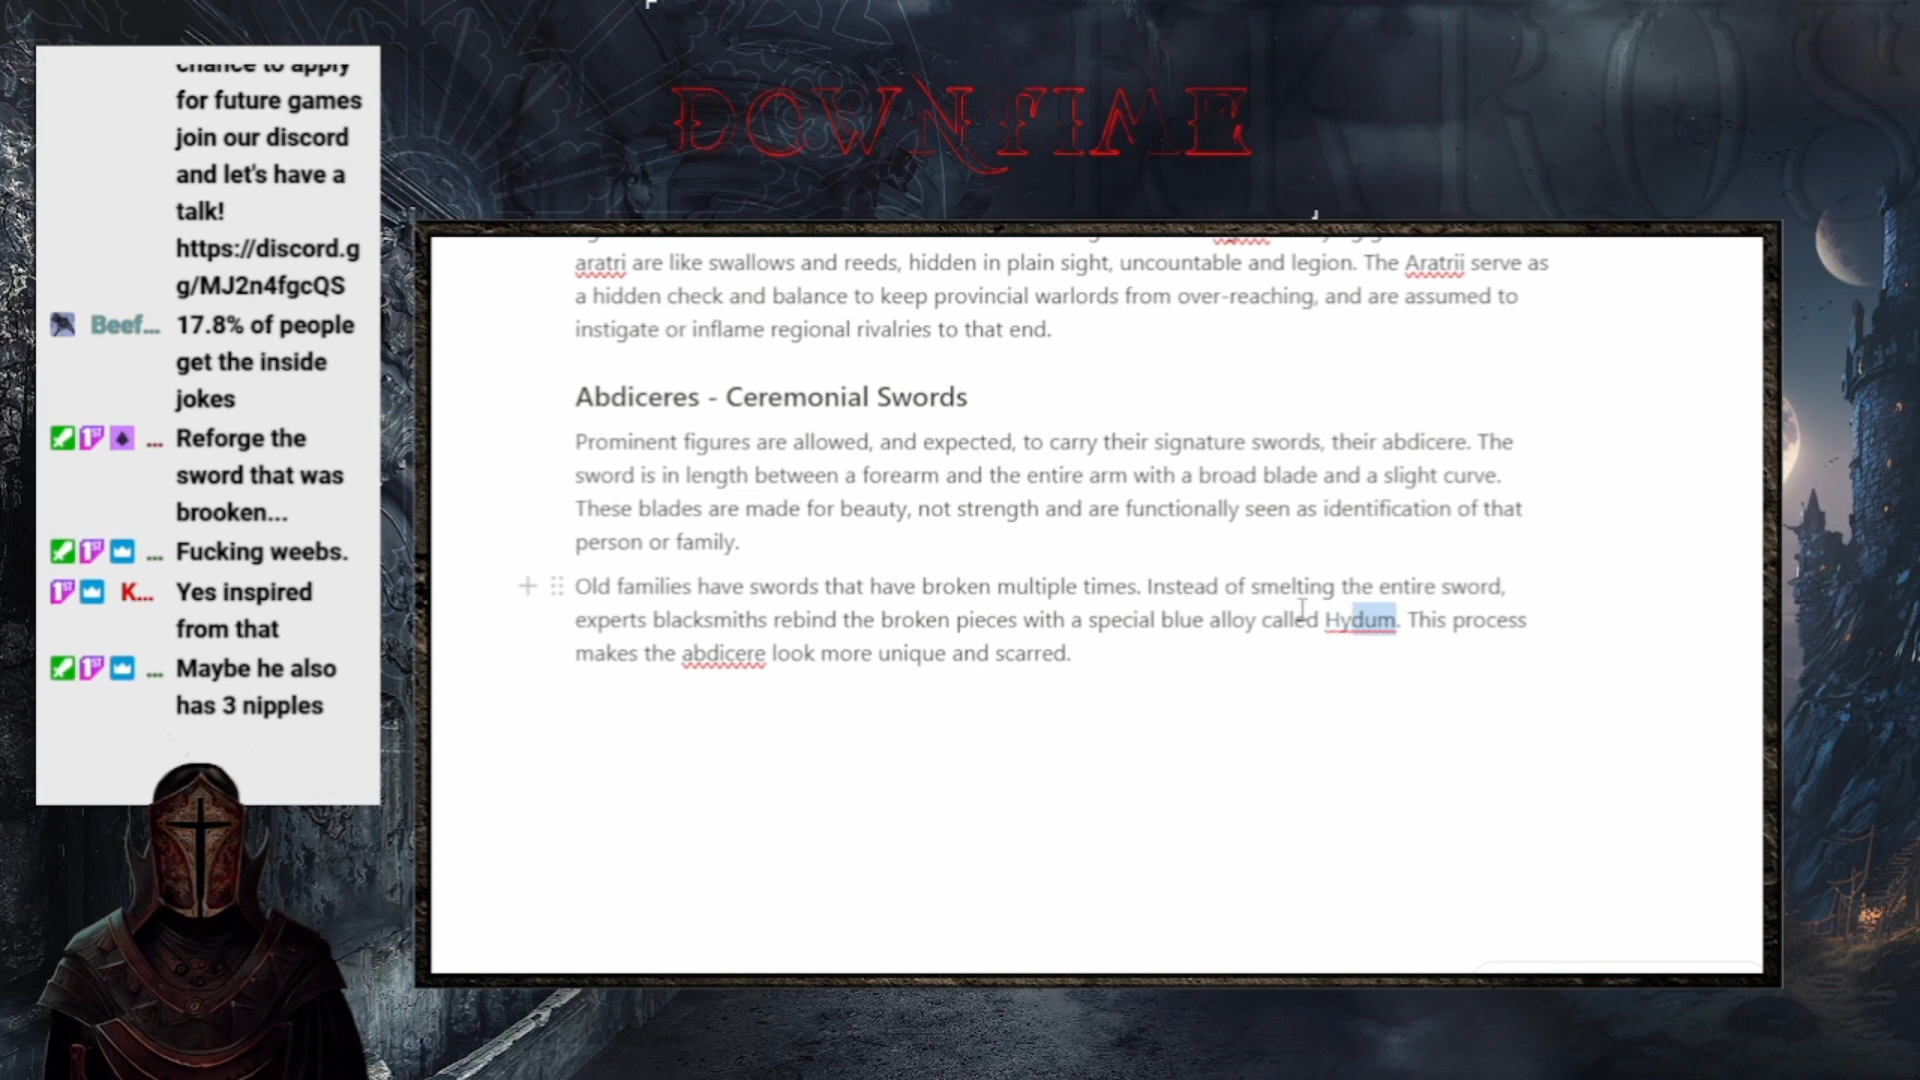 DOWNTIME
chance to apply
for future games
join our discord
and let's have a
talk!
https://discord.g
g/MJ2n4fgcQS
Beef... 17.8% of people
get the inside
jokes
... Reforge the
sword that was
brooken...
... Fucking weebs.
K... Yes inspired
from that
... Maybe he also
has 3 nipples
aratri are like swallows and reeds, hidden in plain sight, uncountable and legion. The Aratrii serve as
a hidden check and balance to keep provincial warlords from over-reaching, and are assumed to
instigate or inflame regional rivalries to that end.
Abdiceres - Ceremonial Swords
Prominent figures are allowed, and expected, to carry their signature swords, their abdicere. The
sword is in length between a forearm and the entire arm with a broad blade and a slight curve.
These blades are made for beauty, not strength and are functionally seen as identification of that
person or family.
Old families have swords that have broken multiple times. Instead of smelting the entire sword,
experts blacksmiths rebind the broken pieces with a special blue alloy called Hydum. This process
makes the abdicere look more unique and scarred.